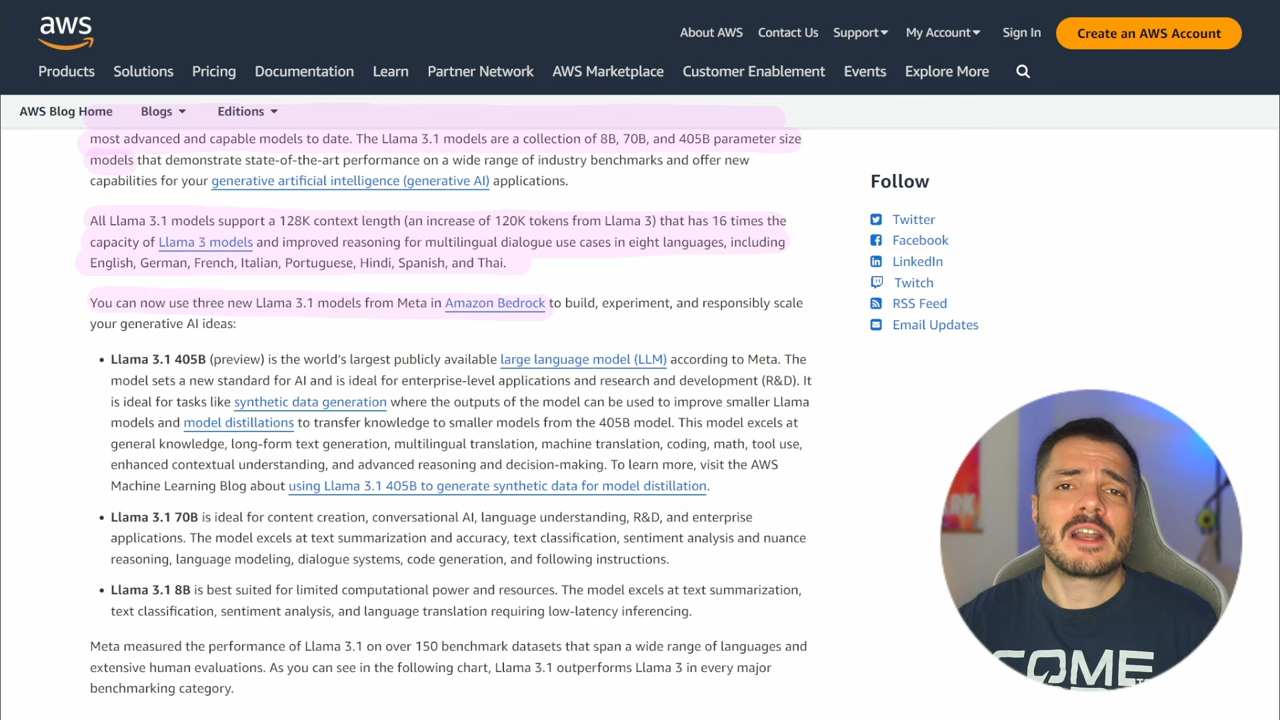 aws
About AWS Contact Us Support My Account Sign In Create an AWS Account
Products Solutions Pricing Documentation Learn Partner Network AWS Marketplace Customer Enablement Events Explore More
AWS Blog Home Blogs Editions
most advanced and capable models to date. The Llama 3.1 models are a collection of 8B, 70B, and 405B parameter size
models that demonstrate state-of-the-art performance on a wide range of industry benchmarks and offer new
capabilities for your generative artificial intelligence (generative AI) applications.
All Llama 3.1 models support a 128K context length (an increase of 120K tokens from Llama 3) that has 16 times the
capacity of Llama 3 models and improved reasoning for multilingual dialogue use cases in eight languages, including
English, German, French, Italian, Portuguese, Hindi, Spanish, and Thai.
You can now use three new Llama 3.1 models from Meta in Amazon Bedrock to build, experiment, and responsibly scale
your generative AI ideas:
• Llama 3.1 405B (preview) is the world's largest publicly available large language model (LLM) according to Meta. The
model sets a new standard for AI and is ideal for enterprise-level applications and research and development (R&D). It
is ideal for tasks like synthetic data generation where the outputs of the model can be used to improve smaller Llama
models and model distillations to transfer knowledge to smaller models from the 405B model. This model excels at
general knowledge, long-form text generation, multilingual translation, machine translation, coding, math, tool use,
enhanced contextual understanding, and advanced reasoning and decision-making. To learn more, visit the AWS
Machine Learning Blog about using Llama 3.1 405B to generate synthetic data for model distillation.
• Llama 3.1 70B is ideal for content creation, conversational AI, language understanding, R&D, and enterprise
applications. The model excels at text summarization and accuracy, text classification, sentiment analysis and nuance
reasoning, language modeling, dialogue systems, code generation, and following instructions.
• Llama 3.1 8B is best suited for limited computational power and resources. The model excels at text summarization,
text classification, sentiment analysis, and language translation requiring low-latency inferencing.
Meta measured the performance of Llama 3.1 on over 150 benchmark datasets that span a wide range of languages and
extensive human evaluations. As you can see in the following chart, Llama 3.1 outperforms Llama 3 in every major
benchmarking category.
Follow
Twitter
Facebook
LinkedIn
Twitch
RSS Feed
Email Updates